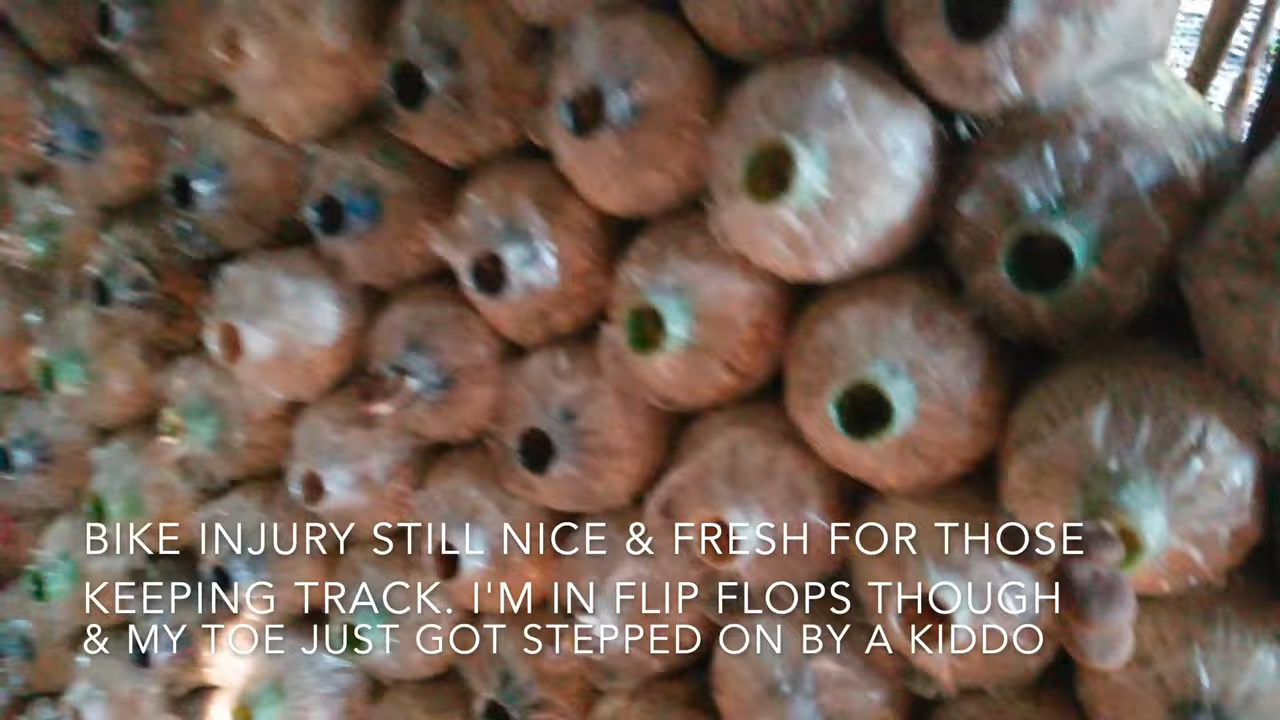 BIKE INJURY STILL NICE & FRESH FOR THOSE
KEEPING TRACK. I'M IN FLIP FLOPS THOUGH
& MY TOE JUST GOT STEPPED ON BY A KIDDO